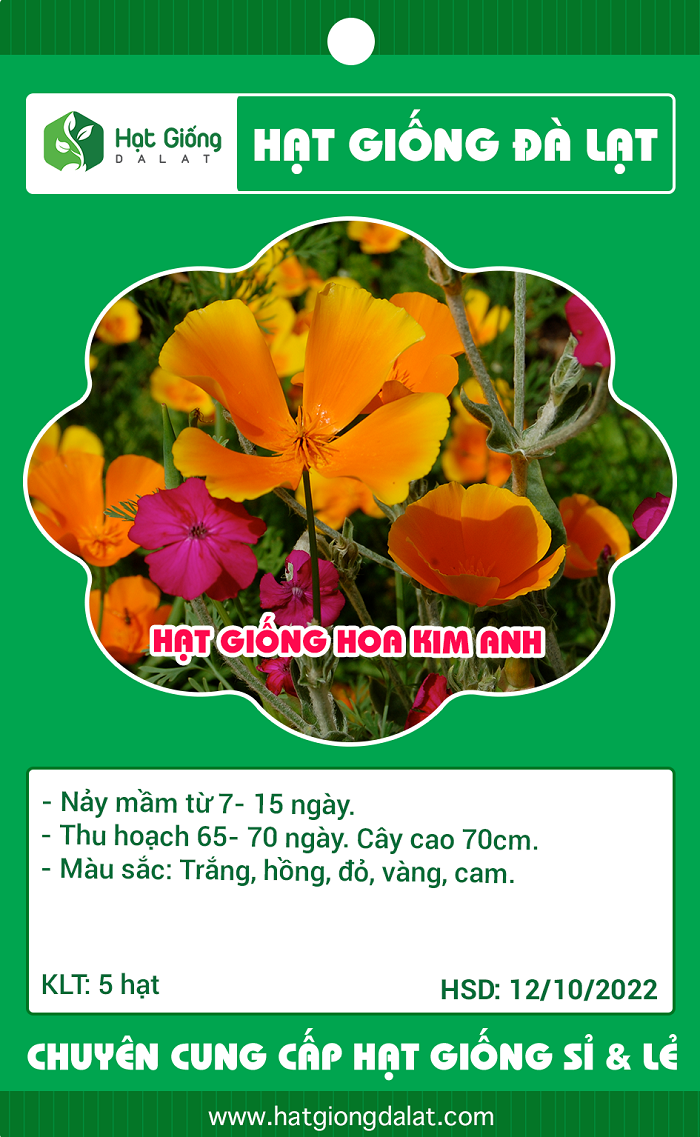 Hạt Giống
DALAT
HẠT GIỐNG ĐÀ LẠT
HẠT GIỐNG HOA KIM ANH
- Nảy mầm từ 7- 15 ngày.
- Thu hoạch 65- 70 ngày. Cây cao 70cm.
- Màu sắc: Trắng, hồng, đỏ, vàng, cam.
KLT: 5 hạt
HSD: 12/10/2022
CHUYÊN CUNG CẤP HẠT GIỐNG SỈ & LẺ
www.hatgiongdalat.com